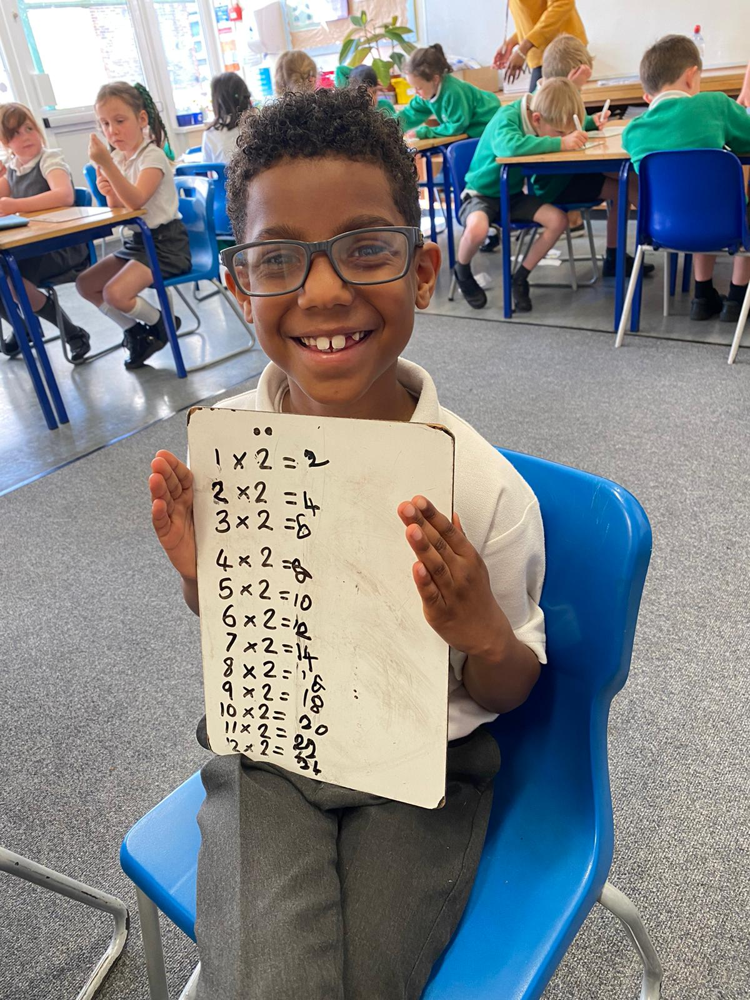 1 × 2 = 2
2 × 2 = 4
3 × 2 = 6
4 × 2 = 8
5 × 2 = 10
6 × 2 = 12
7 × 2 = 14
8 × 2 = 16
9 × 2 = 18
10 × 2 = 20
11 × 2 = 22
12 × 2 = 24